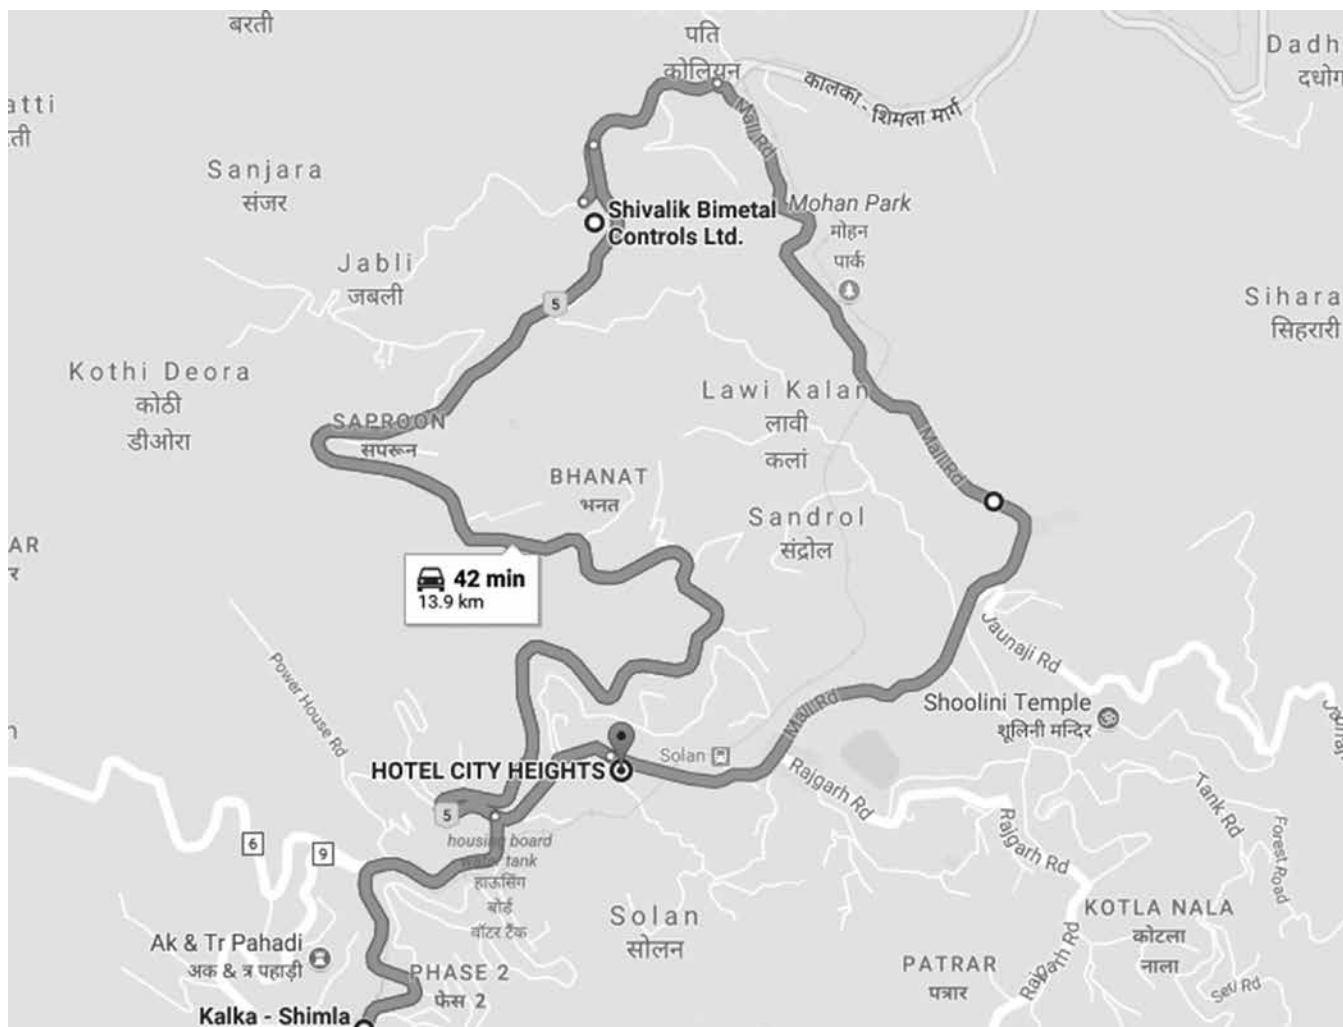 बरती
पति
कोलियन
Dadh
कालका - शिमला मार्ग
atti
ती
Mall Rd
Sanjara
संजर
Shivalik Bimetal
Controls Ltd.
Mohan Park
मोहन
पार्क
Jabli
जबली
5
Sihara
सिहरारी
Kothi Deora
कोठी
डीओरा
Lawi Kalan
लावी
कलां
SAPROON
सपरून
Mall Rd
BHANAT
भनत
Sandrol
संद्रोल
AR
र
42 min
13.9 km
Jaunaji Rd
Power House Rd
Shoolini Temple
शूलिनी मन्दिर
Mall Rd
Solan
HOTEL CITY HEIGHTS
Rajgarh Rd
Tank Rd
5
housing board
water tank
हाऊसिंग
बोर्ड
वॉटर टैंक
6
9
Rajgarh Rd
Forest Road
Solan
सोलन
KOTLA NALA
कोटला
नाला
Ak & Tr Pahadi
अक & त्र पहाड़ी
PHASE 2
फेस 2
PATRAR
पत्रार
Rajgarh Rd
Kalka - Shimla